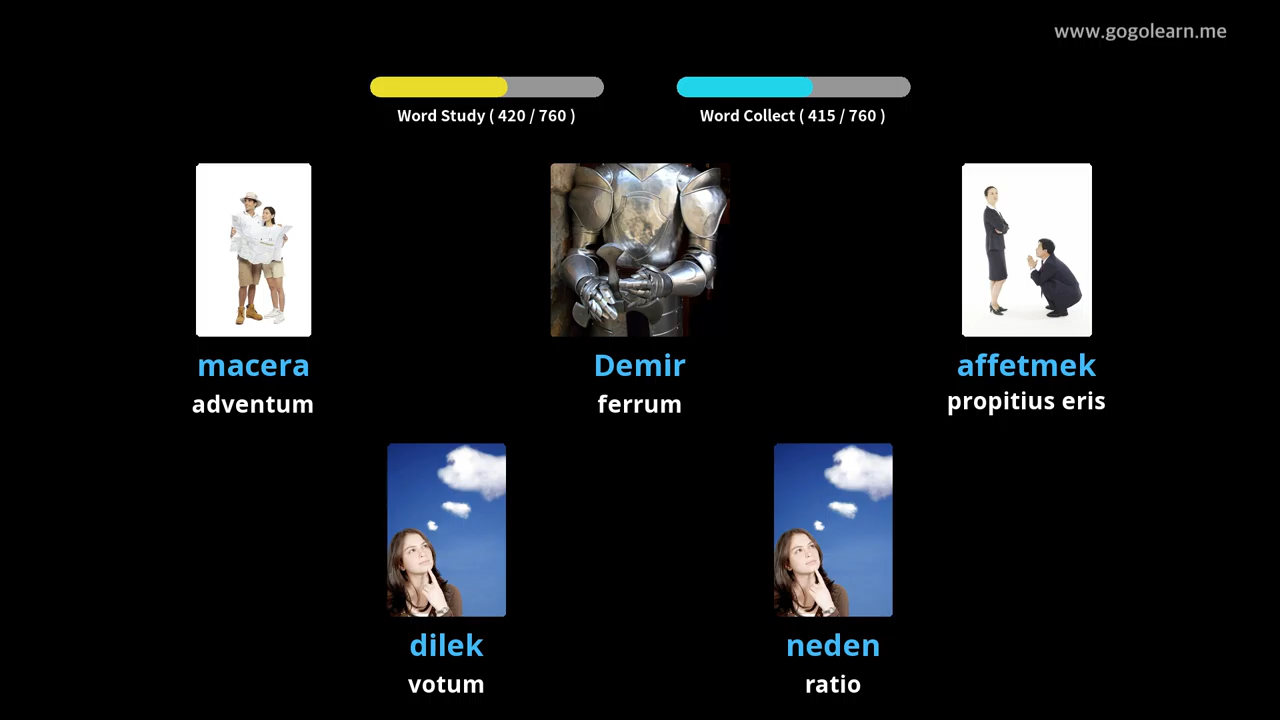 www.gogolearn.me
Word Study ( 420 / 760 )
Word Collect ( 415 / 760 )
macera
adventum
Demir
ferrum
affetmek
propitius eris
dilek
votum
neden
ratio